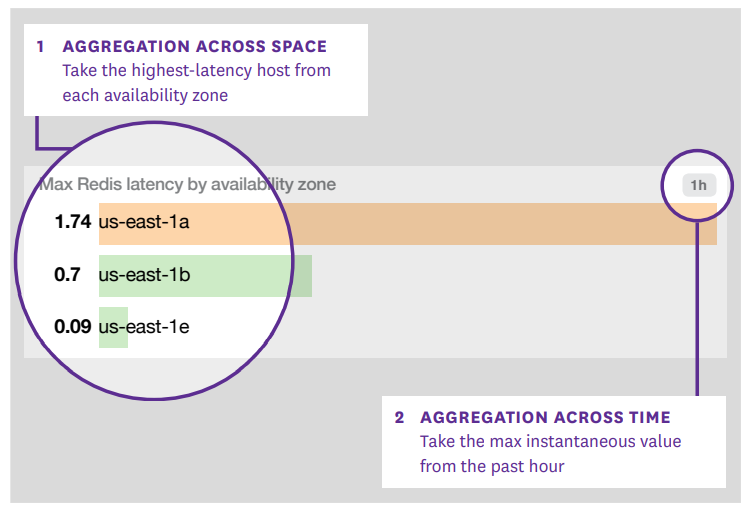 1 AGGREGATION ACROSS SPACE
Take the highest-latency host from
each availability zone
Max Redis latency by availability zone
1h
1.74 us-east-1a
0.7 us-east-1b
0.09 us-east-1e
2 AGGREGATION ACROSS TIME
Take the max instantaneous value
from the past hour